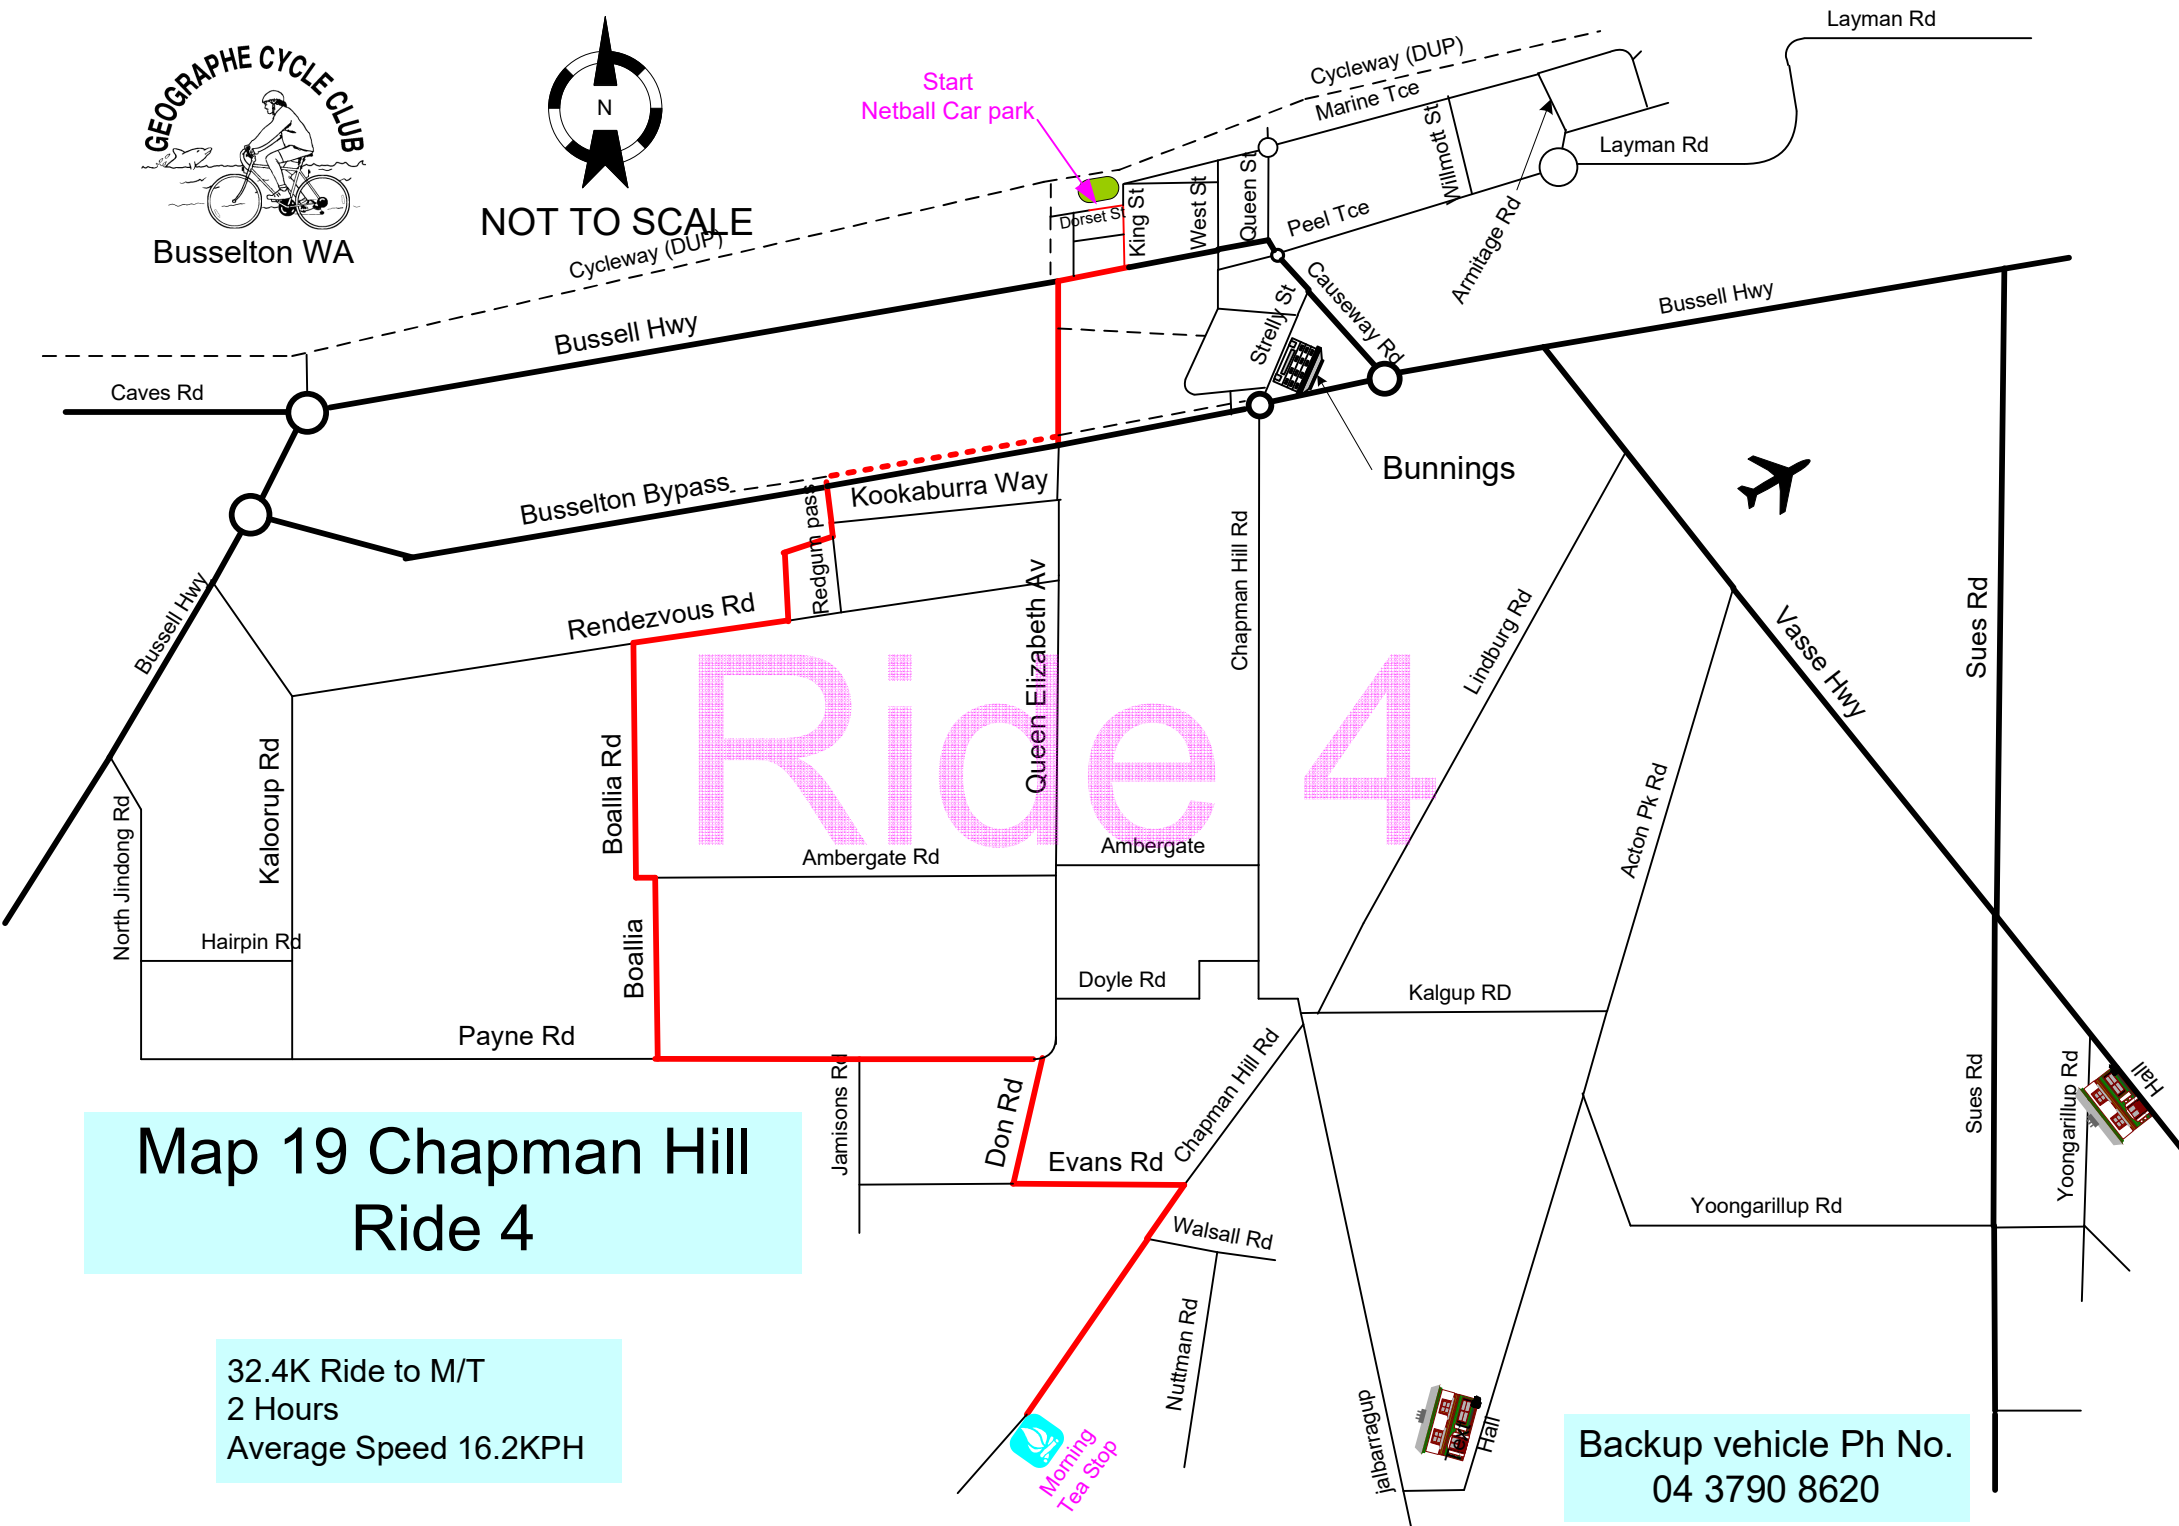 GEOGRAPHE CYCLE CLUB
Busselton WA
N
NOT TO SCALE
Start
Netball Car park
Cycleway (DUP)
Cycleway (DUP)
Marine Tce
Layman Rd
Layman Rd
Willmott St
Armitage Rd
Dorset St
King St
West St
Queen St
Peel Tce
Causeway Rd
Strelly St
Bussell Hwy
Bussell Hwy
Caves Rd
Bunnings
Busselton Bypass
Kookaburra Way
Redgum pass
Rendezvous Rd
Bussell Hwy
Queen Elizabeth Av
Chapman Hill Rd
Lindburg Rd
Vasse Hwy
Sues Rd
Ride 4
Kaloorup Rd
Boallia Rd
North Jindong Rd
Ambergate Rd
Ambergate
Acton Pk Rd
Hairpin Rd
Boallia
Doyle Rd
Kalgup RD
Payne Rd
Jamisons Rd
Don Rd
Evans Rd
Chapman Hill Rd
Sues Rd
Yoongarillup Rd
Hall
Yoongarillup Rd
Map 19 Chapman Hill
Ride 4
Walsall Rd
Nuttman Rd
jalbarragup
Text
Hall
Morning
Tea Stop
32.4K Ride to M/T
2 Hours
Average Speed 16.2KPH
Backup vehicle Ph No.
04 3790 8620